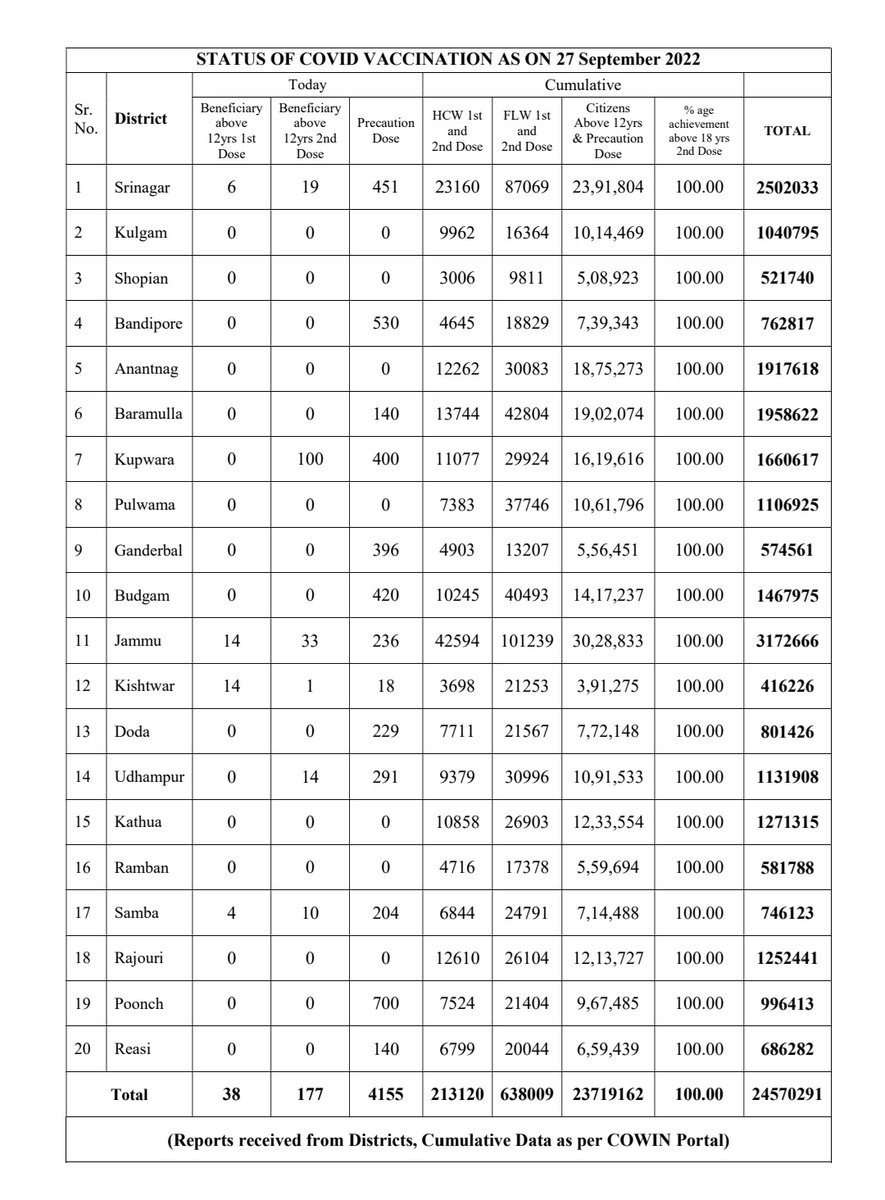 STATUS OF COVID VACCINATION AS ON 27 September 2022
Today Cumulative
Sr. No. District Beneficiary above 12yrs 1st Dose Beneficiary above 12yrs 2nd Dose Precaution Dose HCW 1st and 2nd Dose FLW 1st and 2nd Dose Citizens Above 12yrs & Precaution Dose % age achievement above 18 yrs 2nd Dose TOTAL
1 Srinagar 6 19 451 23160 87069 23,91,804 100.00 2502033
2 Kulgam 0 0 0 9962 16364 10,14,469 100.00 1040795
3 Shopian 0 0 0 3006 9811 5,08,923 100.00 521740
4 Bandipore 0 0 530 4645 18829 7,39,343 100.00 762817
5 Anantnag 0 0 0 12262 30083 18,75,273 100.00 1917618
6 Baramulla 0 0 140 13744 42804 19,02,074 100.00 1958622
7 Kupwara 0 100 400 11077 29924 16,19,616 100.00 1660617
8 Pulwama 0 0 0 7383 37746 10,61,796 100.00 1106925
9 Ganderbal 0 0 396 4903 13207 5,56,451 100.00 574561
10 Budgam 0 0 420 10245 40493 14,17,237 100.00 1467975
11 Jammu 14 33 236 42594 101239 30,28,833 100.00 3172666
12 Kishtwar 14 1 18 3698 21253 3,91,275 100.00 416226
13 Doda 0 0 229 7711 21567 7,72,148 100.00 801426
14 Udhampur 0 14 291 9379 30996 10,91,533 100.00 1131908
15 Kathua 0 0 0 10858 26903 12,33,554 100.00 1271315
16 Ramban 0 0 0 4716 17378 5,59,694 100.00 581788
17 Samba 4 10 204 6844 24791 7,14,488 100.00 746123
18 Rajouri 0 0 0 12610 26104 12,13,727 100.00 1252441
19 Poonch 0 0 700 7524 21404 9,67,485 100.00 996413
20 Reasi 0 0 140 6799 20044 6,59,439 100.00 686282
Total 38 177 4155 213120 638009 23719162 100.00 24570291
(Reports received from Districts, Cumulative Data as per COWIN Portal)